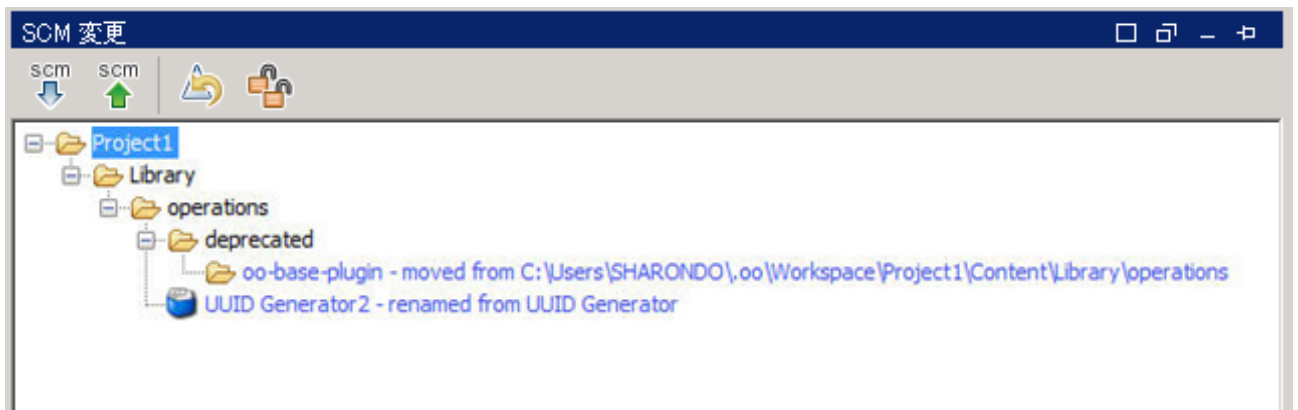 SCM 変更
scm scm
Project1
Library
operations
deprecated
oo-base-plugin - moved from C:\Users\SHARONDO\.oo\Workspace\Project1\Content\Library\operations
UUID Generator2 - renamed from UUID Generator